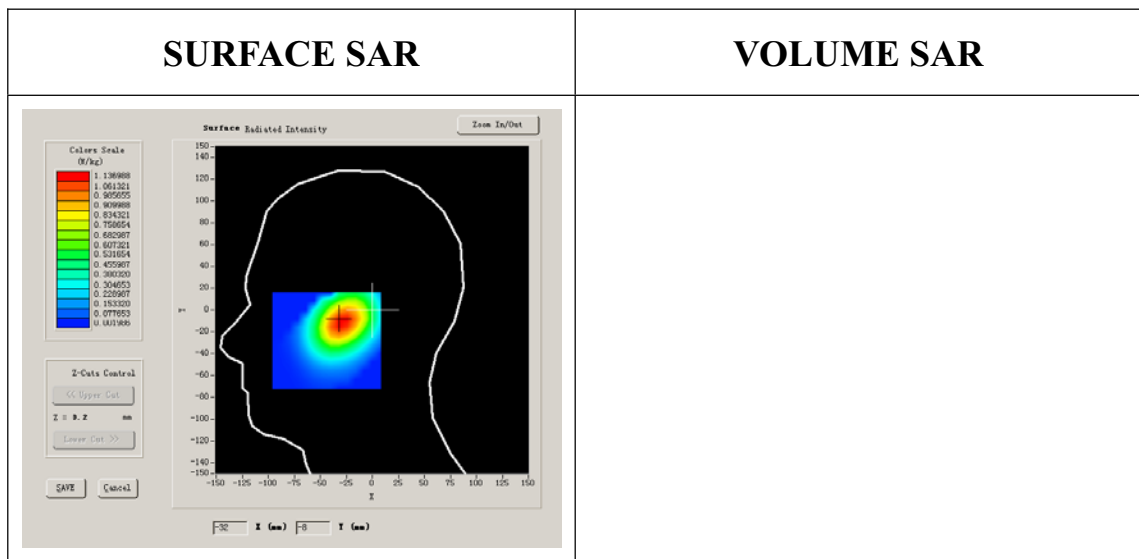 SURFACE SAR
VOLUME SAR
Surface Radiated Intensity
Zoom In/Out
Colors Scale
(W/kg)
1.136988
1.061321
0.985655
0.909988
0.834321
0.758654
0.682987
0.607321
0.531654
0.455987
0.380320
0.304653
0.228987
0.153320
0.077653
0.001986
150
140
120
100
80
60
40
20
0
-20
-40
-60
-80
-100
-120
-140
-150
Y
-150 -125 -100 -75 -50 -25 0 25 50 75 100 125 150
X
Z-Cuts Control
<< Upper Cut
Z = 3.2 mm
Lower Cut >>
SAVE Cancel
-32 X (mm) -8 Y (mm)